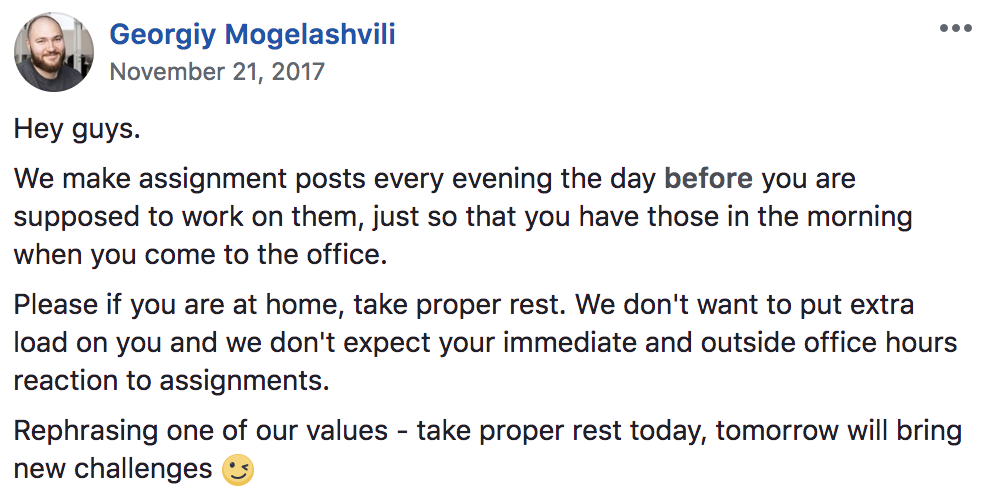 Georgiy Mogelashvili
November 21, 2017
Hey guys.
We make assignment posts every evening the day before you are
supposed to work on them, just so that you have those in the morning
when you come to the office.
Please if you are at home, take proper rest. We don't want to put extra
load on you and we don't expect your immediate and outside office hours
reaction to assignments.
Rephrasing one of our values - take proper rest today, tomorrow will bring
new challenges 😉